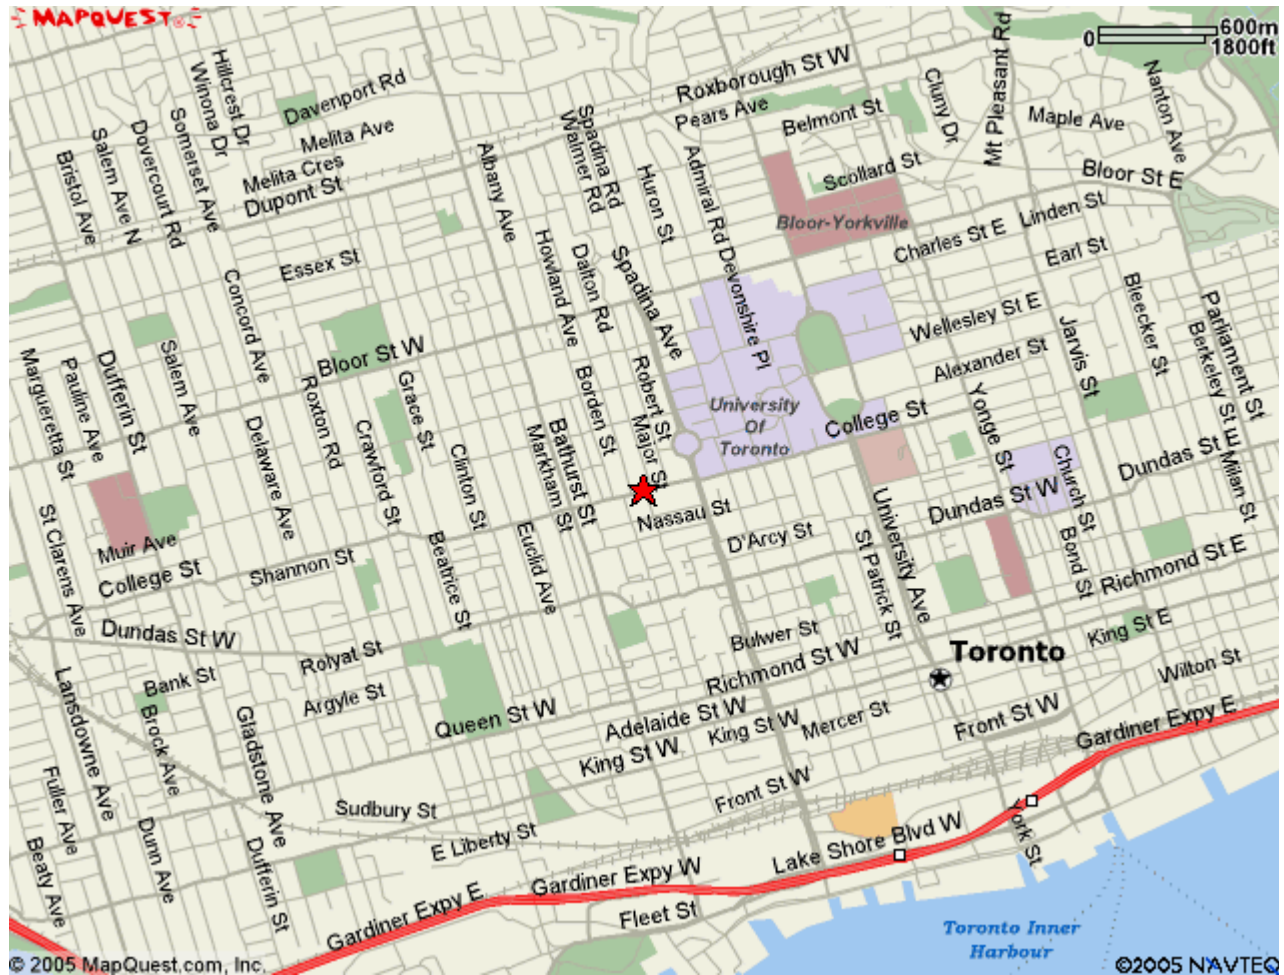 MAPQUEST
0 600m
1800ft
Hillcrest Dr
Winona Dr
Somerset Ave
Dovercourt Rd
Salem Ave N
Bristol Ave
Davenport Rd
Melita Ave
Melita Cres
Dupont St
Roxborough St W
Pears Ave
Belmont St
Cluny Dr
Mt Pleasant Rd
Maple Ave
Nanton Ave
Bloor St E
Scollard St
Linden St
Spadina Rd
Walmer Rd
Huron St
Admiral Rd
Albany Ave
Bloor-Yorkville
Charles St E
Earl St
Essex St
Concord Ave
Howland Ave
Dalton Rd
Spadina Ave
Devonshire Pl
Wellesley St E
Bleecker St
Parliament St
Berkeley St
Jarvis St
Alexander St
Margueretta St
Pauline Ave
Dufferin St
Salem Ave
Bloor St W
Roxton Rd
Grace St
Crawford St
Delaware Ave
Clinton St
Borden St
Robert St
Major St
Bathurst St
Markham St
University
Of
Toronto
College St
Yonge St
Church St
Dundas St E
Milan St
Dundas St W
Nassau St
D'Arcy St
University Ave
St Patrick St
Bond St
Richmond St E
King St E
Muir Ave
St Clarens Ave
College St
Shannon St
Beatrice St
Euclid Ave
Dundas St W
Rolyat St
Bulwer St
Richmond St W
Toronto
Wilton St
Bank St
Argyle St
Lansdowne Ave
Brock Ave
Gladstone Ave
Queen St W
Adelaide St W
King St W
King St W
Mercer St
Front St W
Gardiner Expy E
Fuller Ave
Beaty Ave
Dunn Ave
Dufferin St
Sudbury St
E Liberty St
Front St W
Lake Shore Blvd W
York St
Gardiner Expy W
Gardiner Expy E
Fleet St
Toronto Inner
Harbour
© 2005 MapQuest.com, Inc.
©2005 NAVTEQ